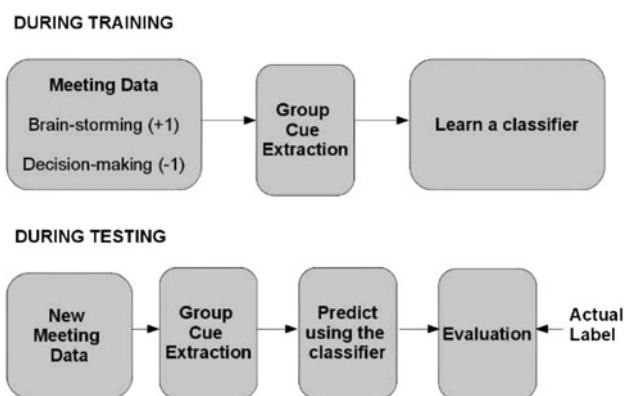 DURING TRAINING
Meeting Data
Brain-storming (+1)
Decision-making (-1)
Group
Cue
Extraction
Learn a classifier
DURING TESTING
New
Meeting
Data
Group
Cue
Extraction
Predict
using the
classifier
Evaluation
Actual
Label